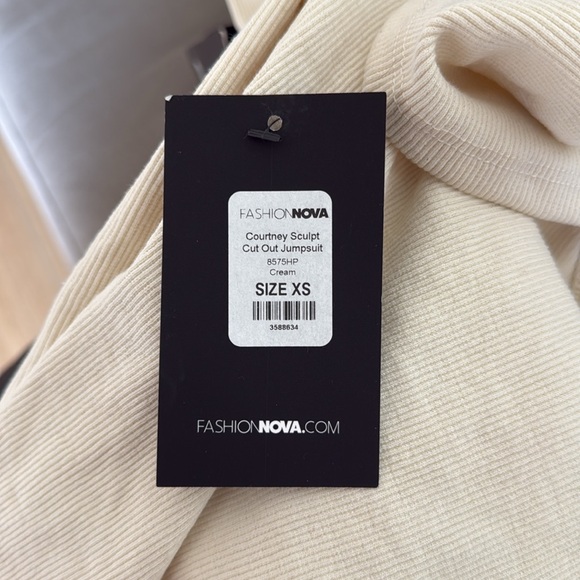 FASHIONNOVA
Courtney Sculpt
Cut Out Jumpsuit
8575HP
Cream
SIZE XS
3588634
FASHIONNOVA.COM